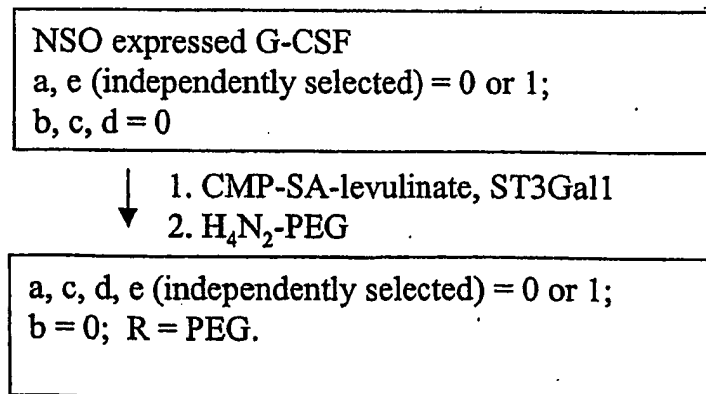 NSO expressed G-CSF
a, e (independently selected) = 0 or 1;
b, c, d = 0
1. CMP-SA-levulinate, ST3Gal1
2. H₄N₂-PEG
a, c, d, e (independently selected) = 0 or 1;
b = 0; R = PEG.